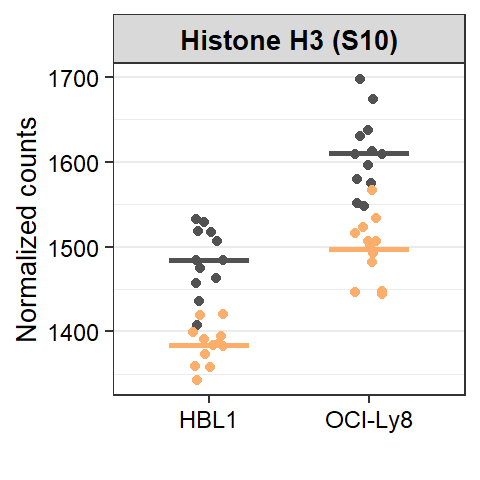 Histone H3 (S10)
Normalized counts
1700
1600
1500
1400
HBL1
OCI-Ly8